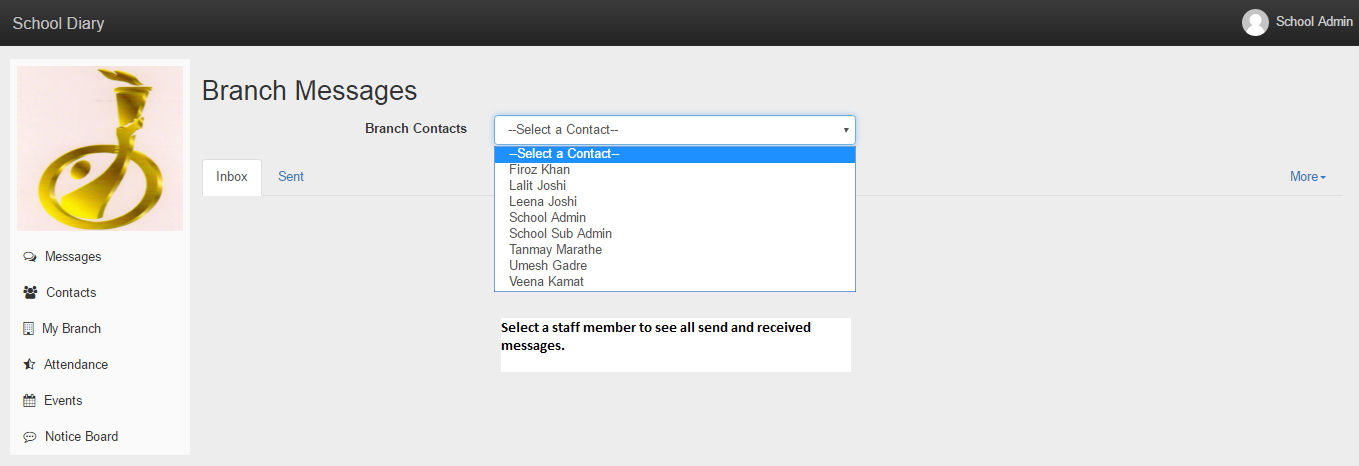 School Diary
School Admin
Branch Messages
Branch Contacts
--Select a Contact--
--Select a Contact--
Firoz Khan
Lalit Joshi
Leena Joshi
School Admin
School Sub Admin
Tanmay Marathe
Umesh Gadre
Veena Kamat
Inbox
Sent
More
Messages
Contacts
My Branch
Attendance
Events
Notice Board
Select a staff member to see all send and received
messages.